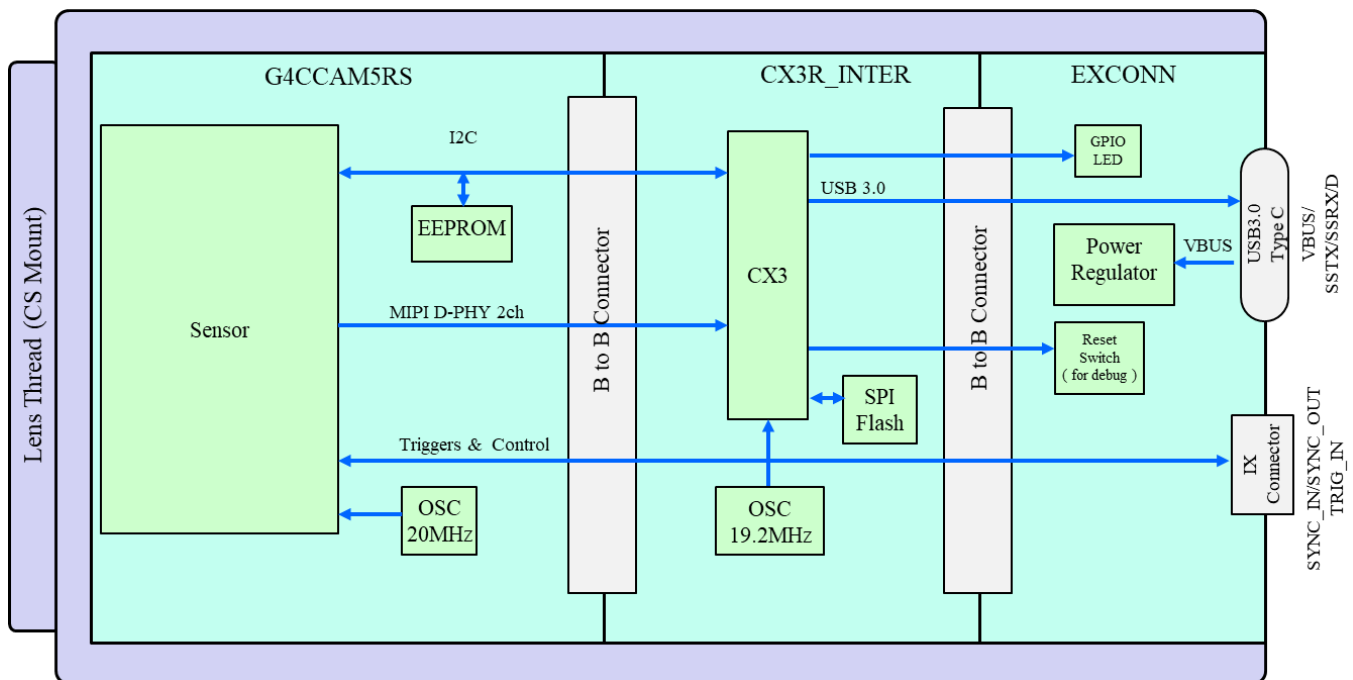 G4CCAM5RS
CX3R_INTER
EXCONN
Lens Thread (CS Mount)
Sensor
I2C
EEPROM
MIPI D-PHY 2ch
Triggers & Control
OSC
20MHz
B to B Connector
CX3
USB 3.0
SPI
Flash
OSC
19.2MHz
B to B Connector
GPIO
LED
Power
Regulator
VBUS
Reset
Switch
( for debug )
USB3.0
Type C
VBUS/
SSTX/SSRX/D
IX
Connector
SYNC_IN/SYNC_OUT
TRIG_IN